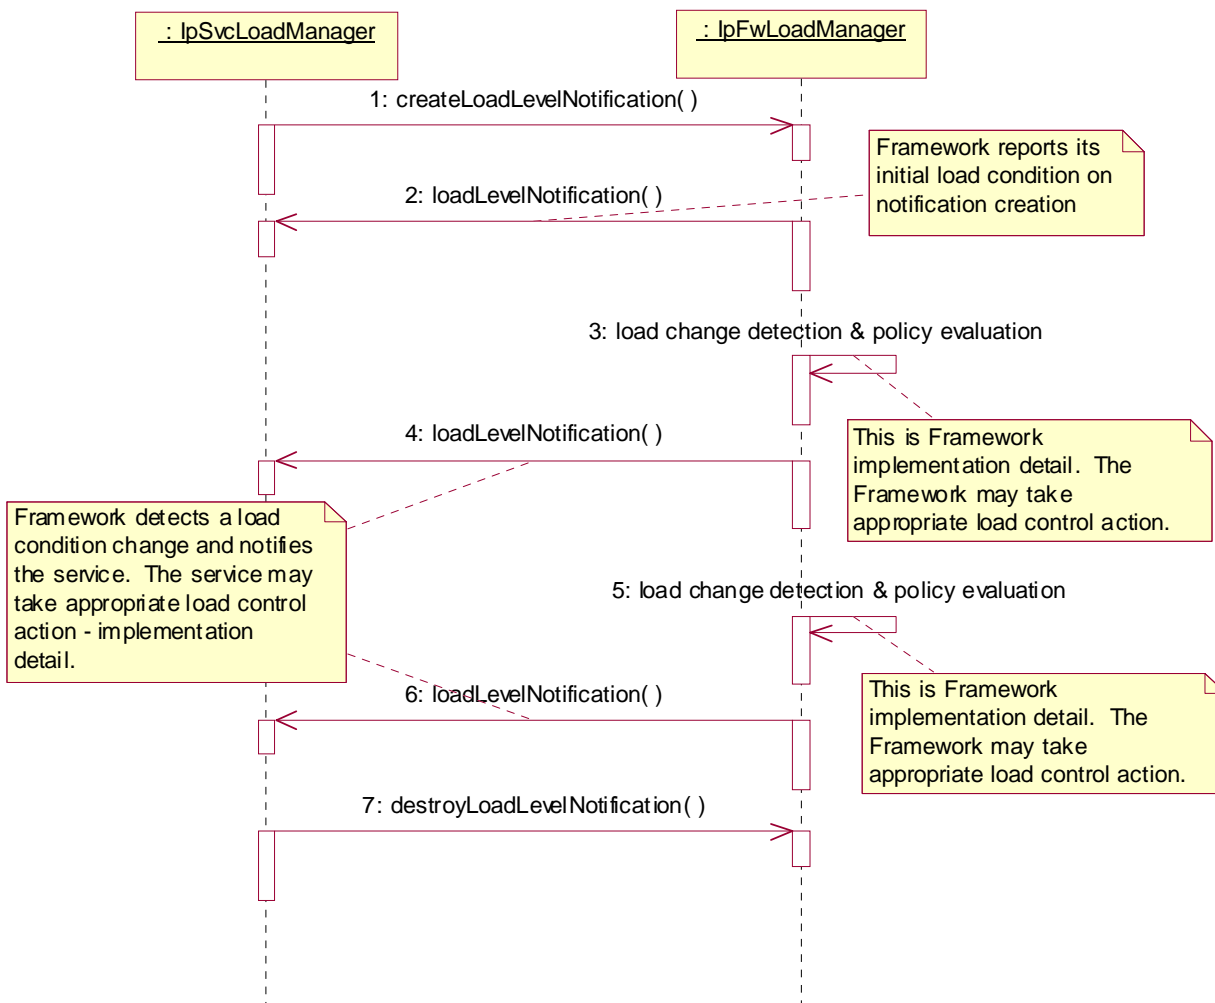 : IpSvcLoadManager
: IpFwLoadManager
1: createLoadLevelNotification( )
Framework reports its
initial load condition on
notification creation
2: loadLevelNotification( )
3: load change detection & policy evaluation
This is Framework
implementation detail. The
Framework may take
appropriate load control action.
4: loadLevelNotification( )
Framework detects a load
condition change and notifies
the service. The service may
take appropriate load control
action - implementation
detail.
5: load change detection & policy evaluation
This is Framework
implementation detail. The
Framework may take
appropriate load control action.
6: loadLevelNotification( )
7: destroyLoadLevelNotification( )